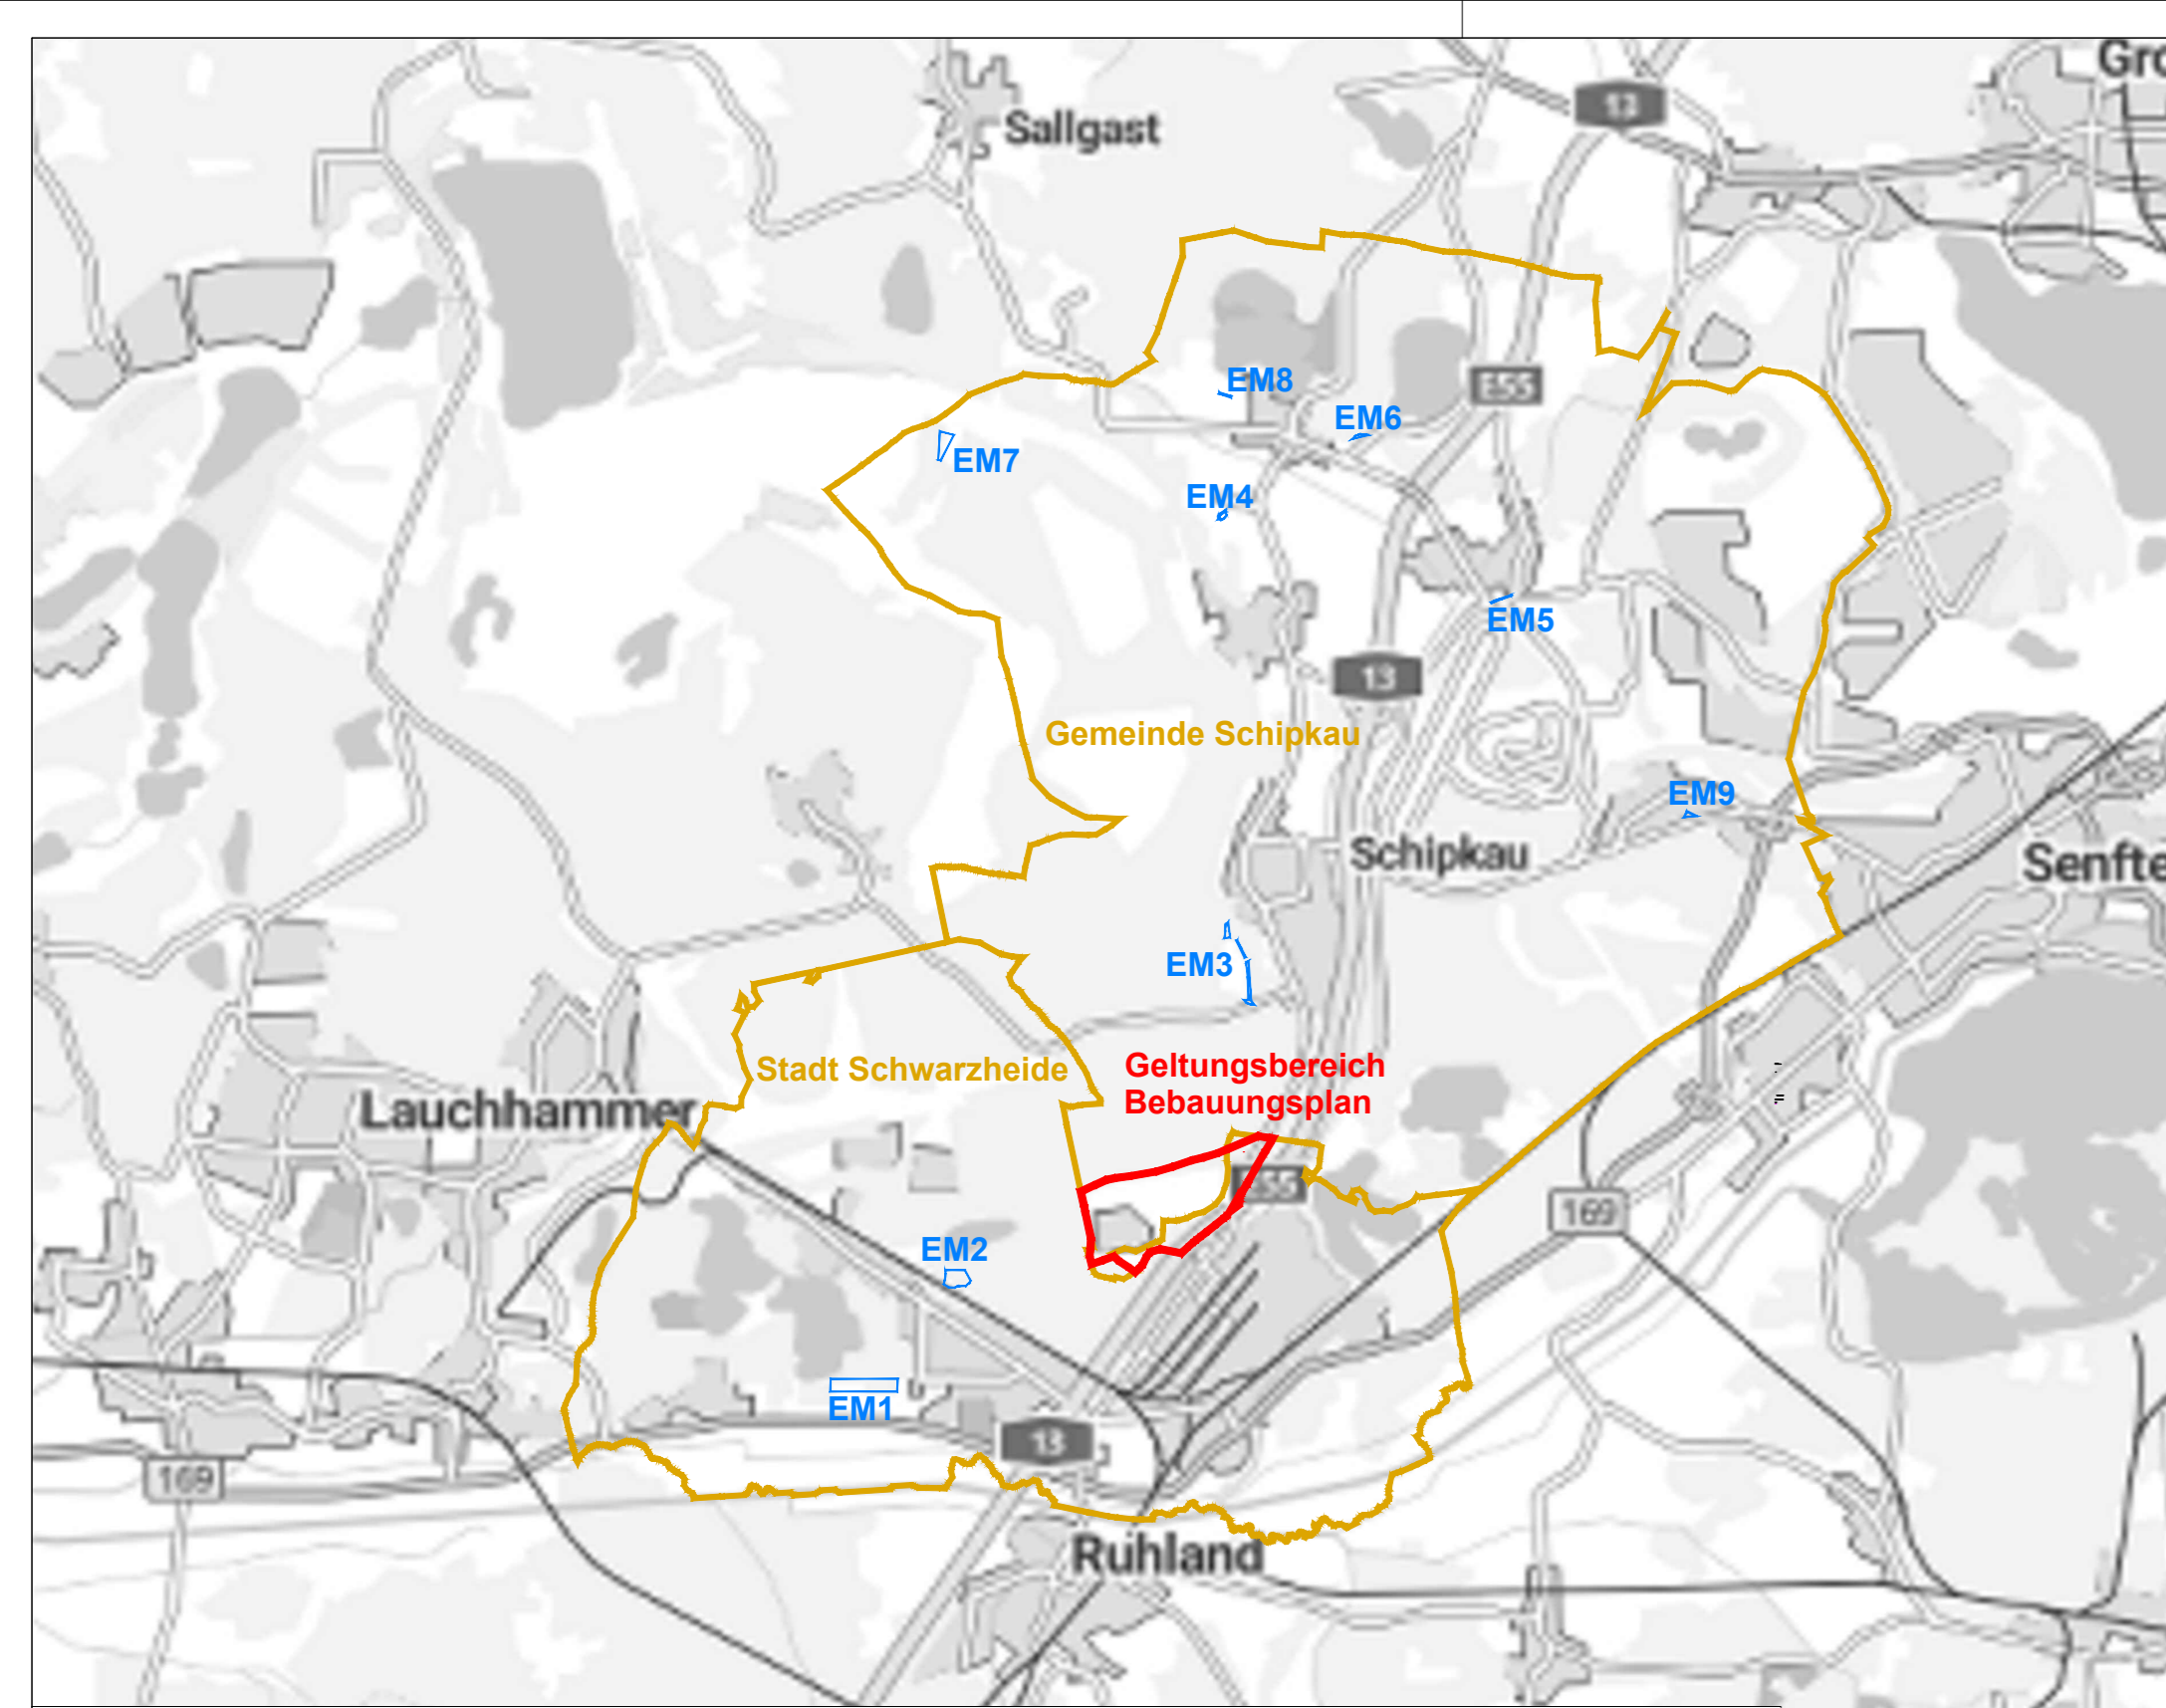 Gro
13
Sallgast
EM8
E55
EM6
EM7
EM4
EM5
13
Gemeinde Schipkau
EM9
Schipkau
Senfte
EM3
Stadt Schwarzheide
Geltungsbereich
Bebauungsplan
Lauchhammer
E55
169
EM2
EM1
13
169
Ruhland